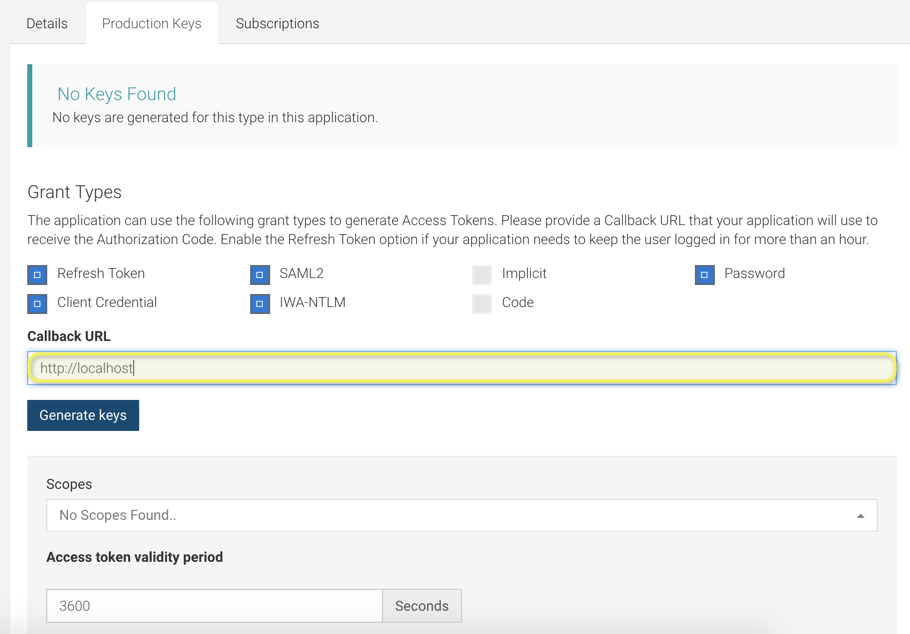 Details Production Keys Subscriptions
No Keys Found
No keys are generated for this type in this application.
Grant Types
The application can use the following grant types to generate Access Tokens. Please provide a Callback URL that your application will use to
receive the Authorization Code. Enable the Refresh Token option if your application needs to keep the user logged in for more than an hour.
Refresh Token SAML2 Implicit Password
Client Credential IWA-NTLM Code
Callback URL
http://localhost
Generate keys
Scopes
No Scopes Found..
Access token validity period
3600 Seconds